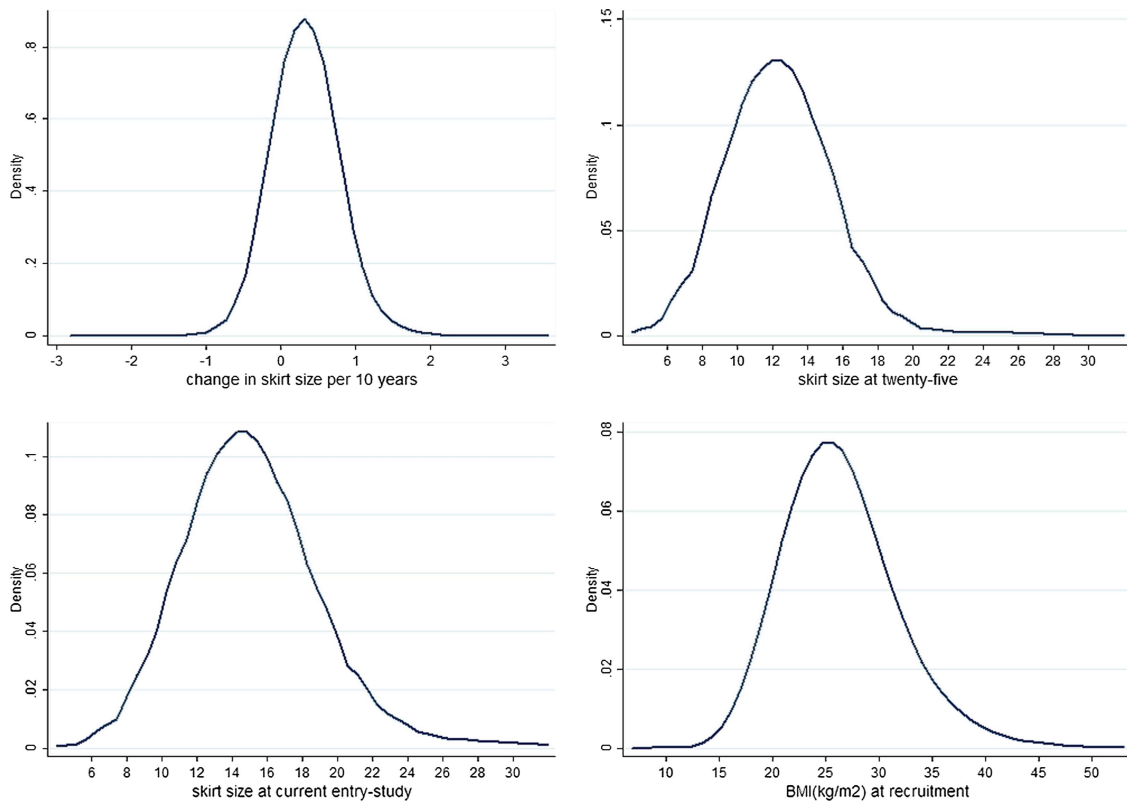 Density
0 .2 .4 .6 .8
-3 -2 -1 0 1 2 3
change in skirt size per 10 years
Density
0 .05 .1 .15
6 8 10 12 14 16 18 20 22 24 26 28 30
skirt size at twenty-five
Density
0 .02 .04 .06 .08 .1
6 8 10 12 14 16 18 20 22 24 26 28 30
skirt size at current entry-study
Density
0 .02 .04 .06 .08
10 15 20 25 30 35 40 45 50
BMI(kg/m2) at recruitment